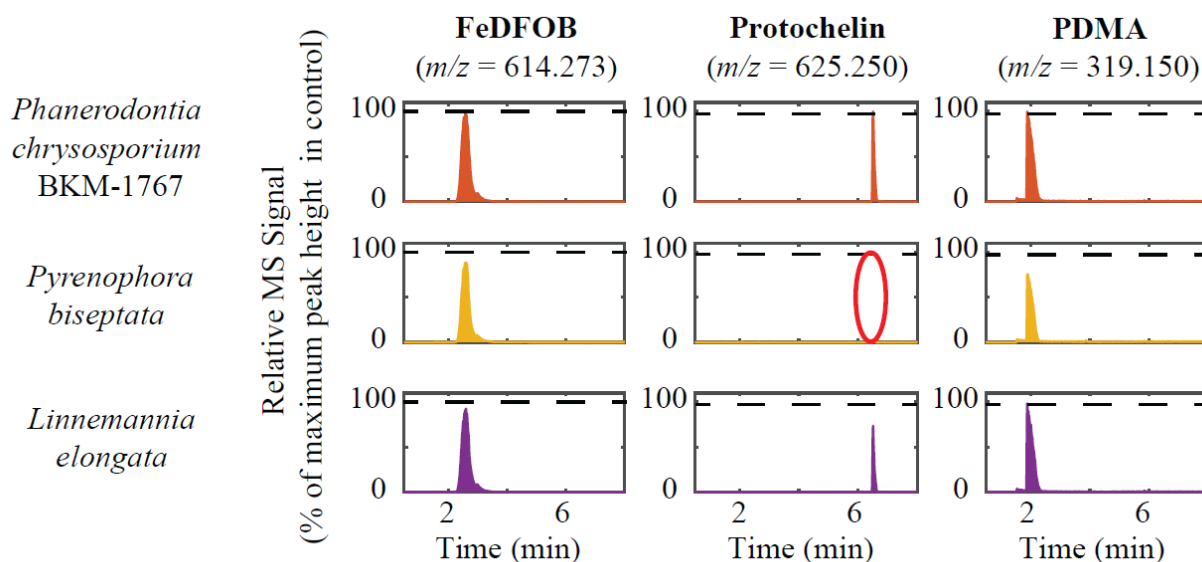 FeDFOB
(m/z = 614.273)
Protochelin
(m/z = 625.250)
PDMA
(m/z = 319.150)
Relative MS Signal
(% of maximum peak height in control)
Phanerodontia
chrysosporium
BKM-1767
100
0
100
0
100
0
Pyrenophora
biseptata
100
0
100
0
100
0
Linnemannia
elongata
100
0
100
0
100
0
2 6
2 6
2 6
Time (min)
Time (min)
Time (min)